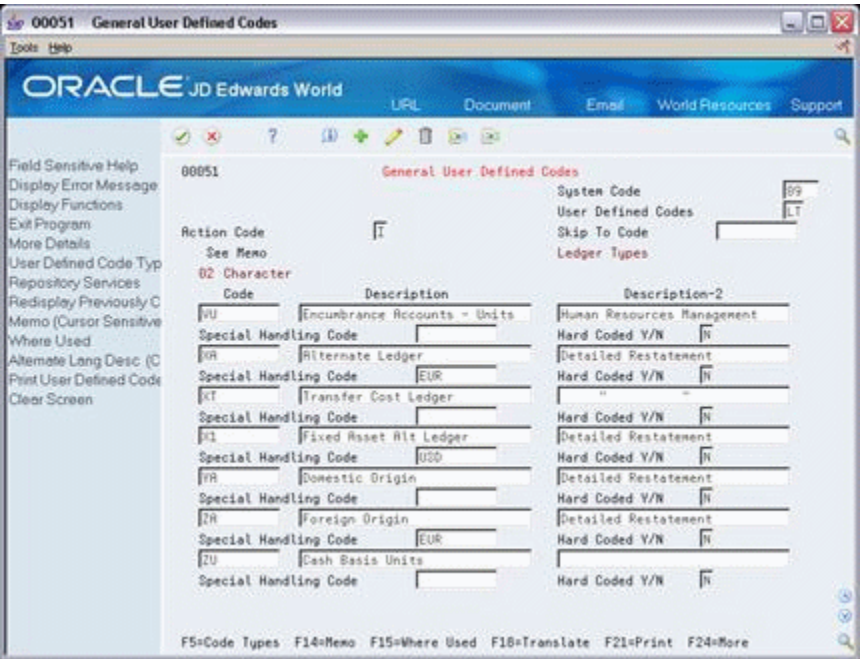 00051 General User Defined Codes
Tools Help
ORACLE JD Edwards World
URL Document Email World Resources Support
Field Sensitive Help
Display Error Message
Display Functions
Exit Program
More Details
User Defined Code Typ
Repository Services
Redisplay Previously C
Memo (Cursor Sensitive
Where Used
Alternate Lang Desc (C
Print User Defined Code
Clear Screen
00051 General User Defined Codes
System Code 09
User Defined Codes LT
Action Code I Skip To Code
See Memo Ledger Types
02 Character
Code Description Description-2
VU Encumbrance Accounts - Units Human Resources Management
Special Handling Code Hard Coded Y/N N
XA Alternate Ledger Detailed Restatement
Special Handling Code EUR Hard Coded Y/N N
XT Transfer Cost Ledger " "
Special Handling Code Hard Coded Y/N N
X1 Fixed Asset Alt Ledger Detailed Restatement
Special Handling Code USD Hard Coded Y/N N
YA Domestic Origin Detailed Restatement
Special Handling Code Hard Coded Y/N N
ZA Foreign Origin Detailed Restatement
Special Handling Code EUR Hard Coded Y/N N
ZU Cash Basis Units
Special Handling Code Hard Coded Y/N N
F5=Code Types F14=Memo F15=Where Used F18=Translate F21=Print F24=More